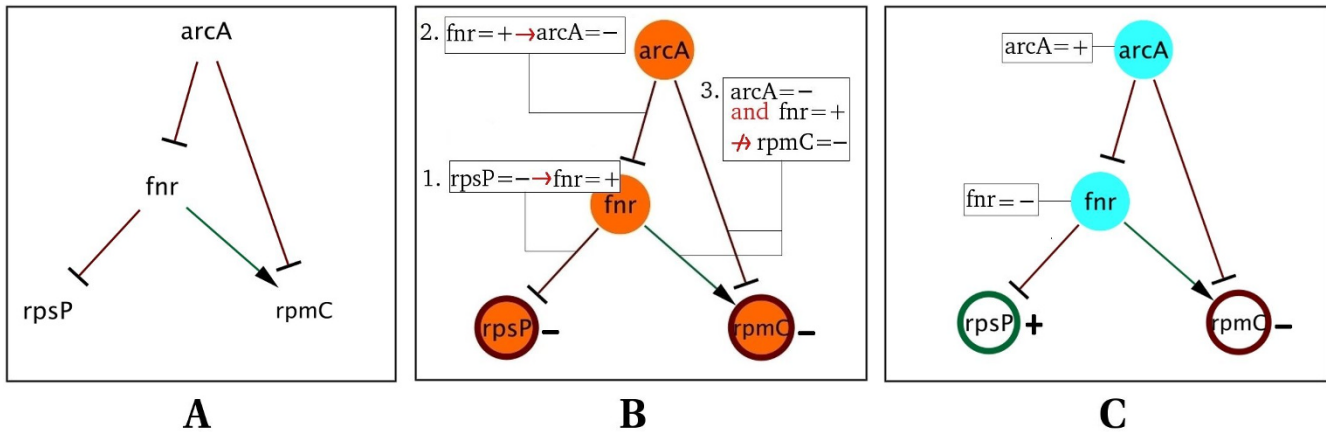 arcA
fnr
rpsP
rpmC
A
2. fnr=+→arcA=−
arcA
3. arcA=−
and fnr=+
↛ rpmC=−
1. rpsP=−→fnr=+
fnr
rpsP −
rpmC −
B
arcA=+
arcA
fnr=−
fnr
rpsP +
rpmC −
C